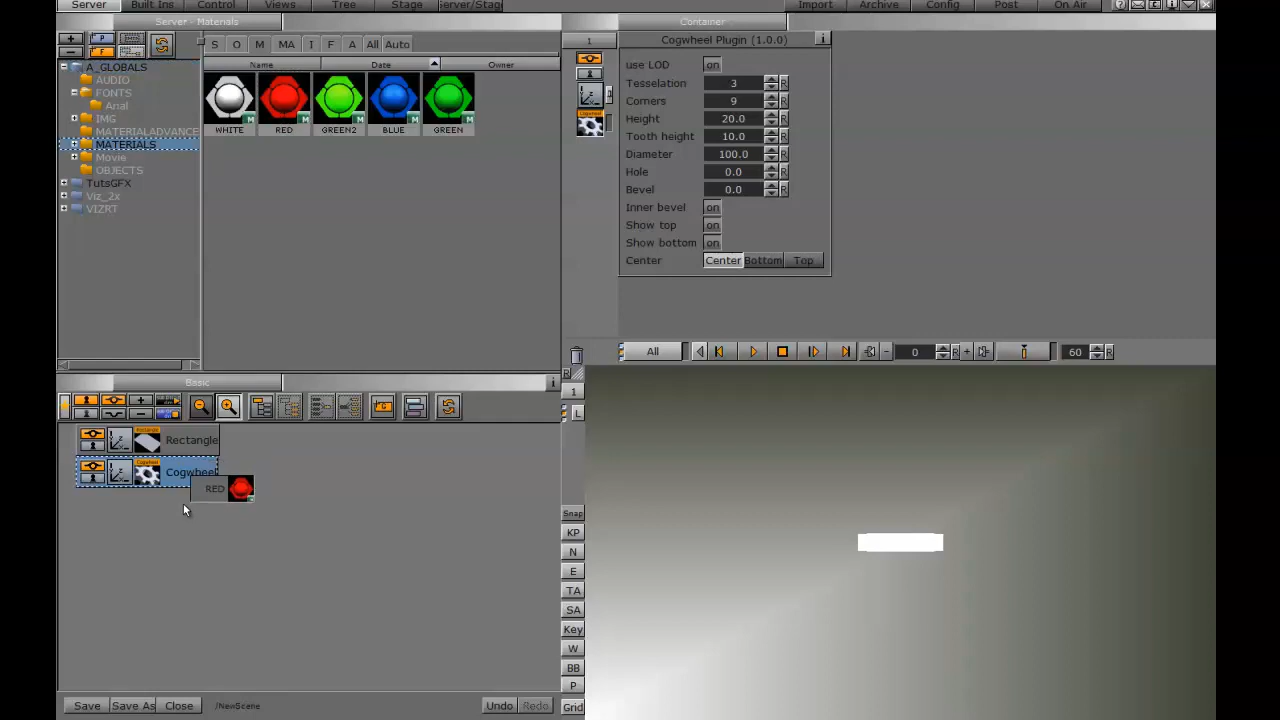 Server Built Ins Control Views Tree Stage Server/Stage Import Archive Config Post On Air
Server - Materials
Container
S O M MA I F A All Auto
Name Date Owner
A_GLOBALS
AUDIO
FONTS
Arial
IMG
MATERIALADVANCE
MATERIALS
Movie
OBJECTS
TutsGFX
Viz_2x
VIZRT
WHITE RED GREEN2 BLUE GREEN
1
Cogwheel Plugin (1.0.0) i
use LOD on
Tesselation 3 R
Corners 9 R
Height 20.0 R
Tooth height 10.0 R
Diameter 100.0 R
Hole 0.0 R
Bevel 0.0 R
Inner bevel on
Show top on
Show bottom on
Center Center Bottom Top
All 0 R 60 R
R
Basic i
1
L
Rectangle
Cogwheel
RED
Snap
KP
N
E
TA
SA
Key
W
BB
P
Grid
Save Save As Close /NewScene Undo Redo